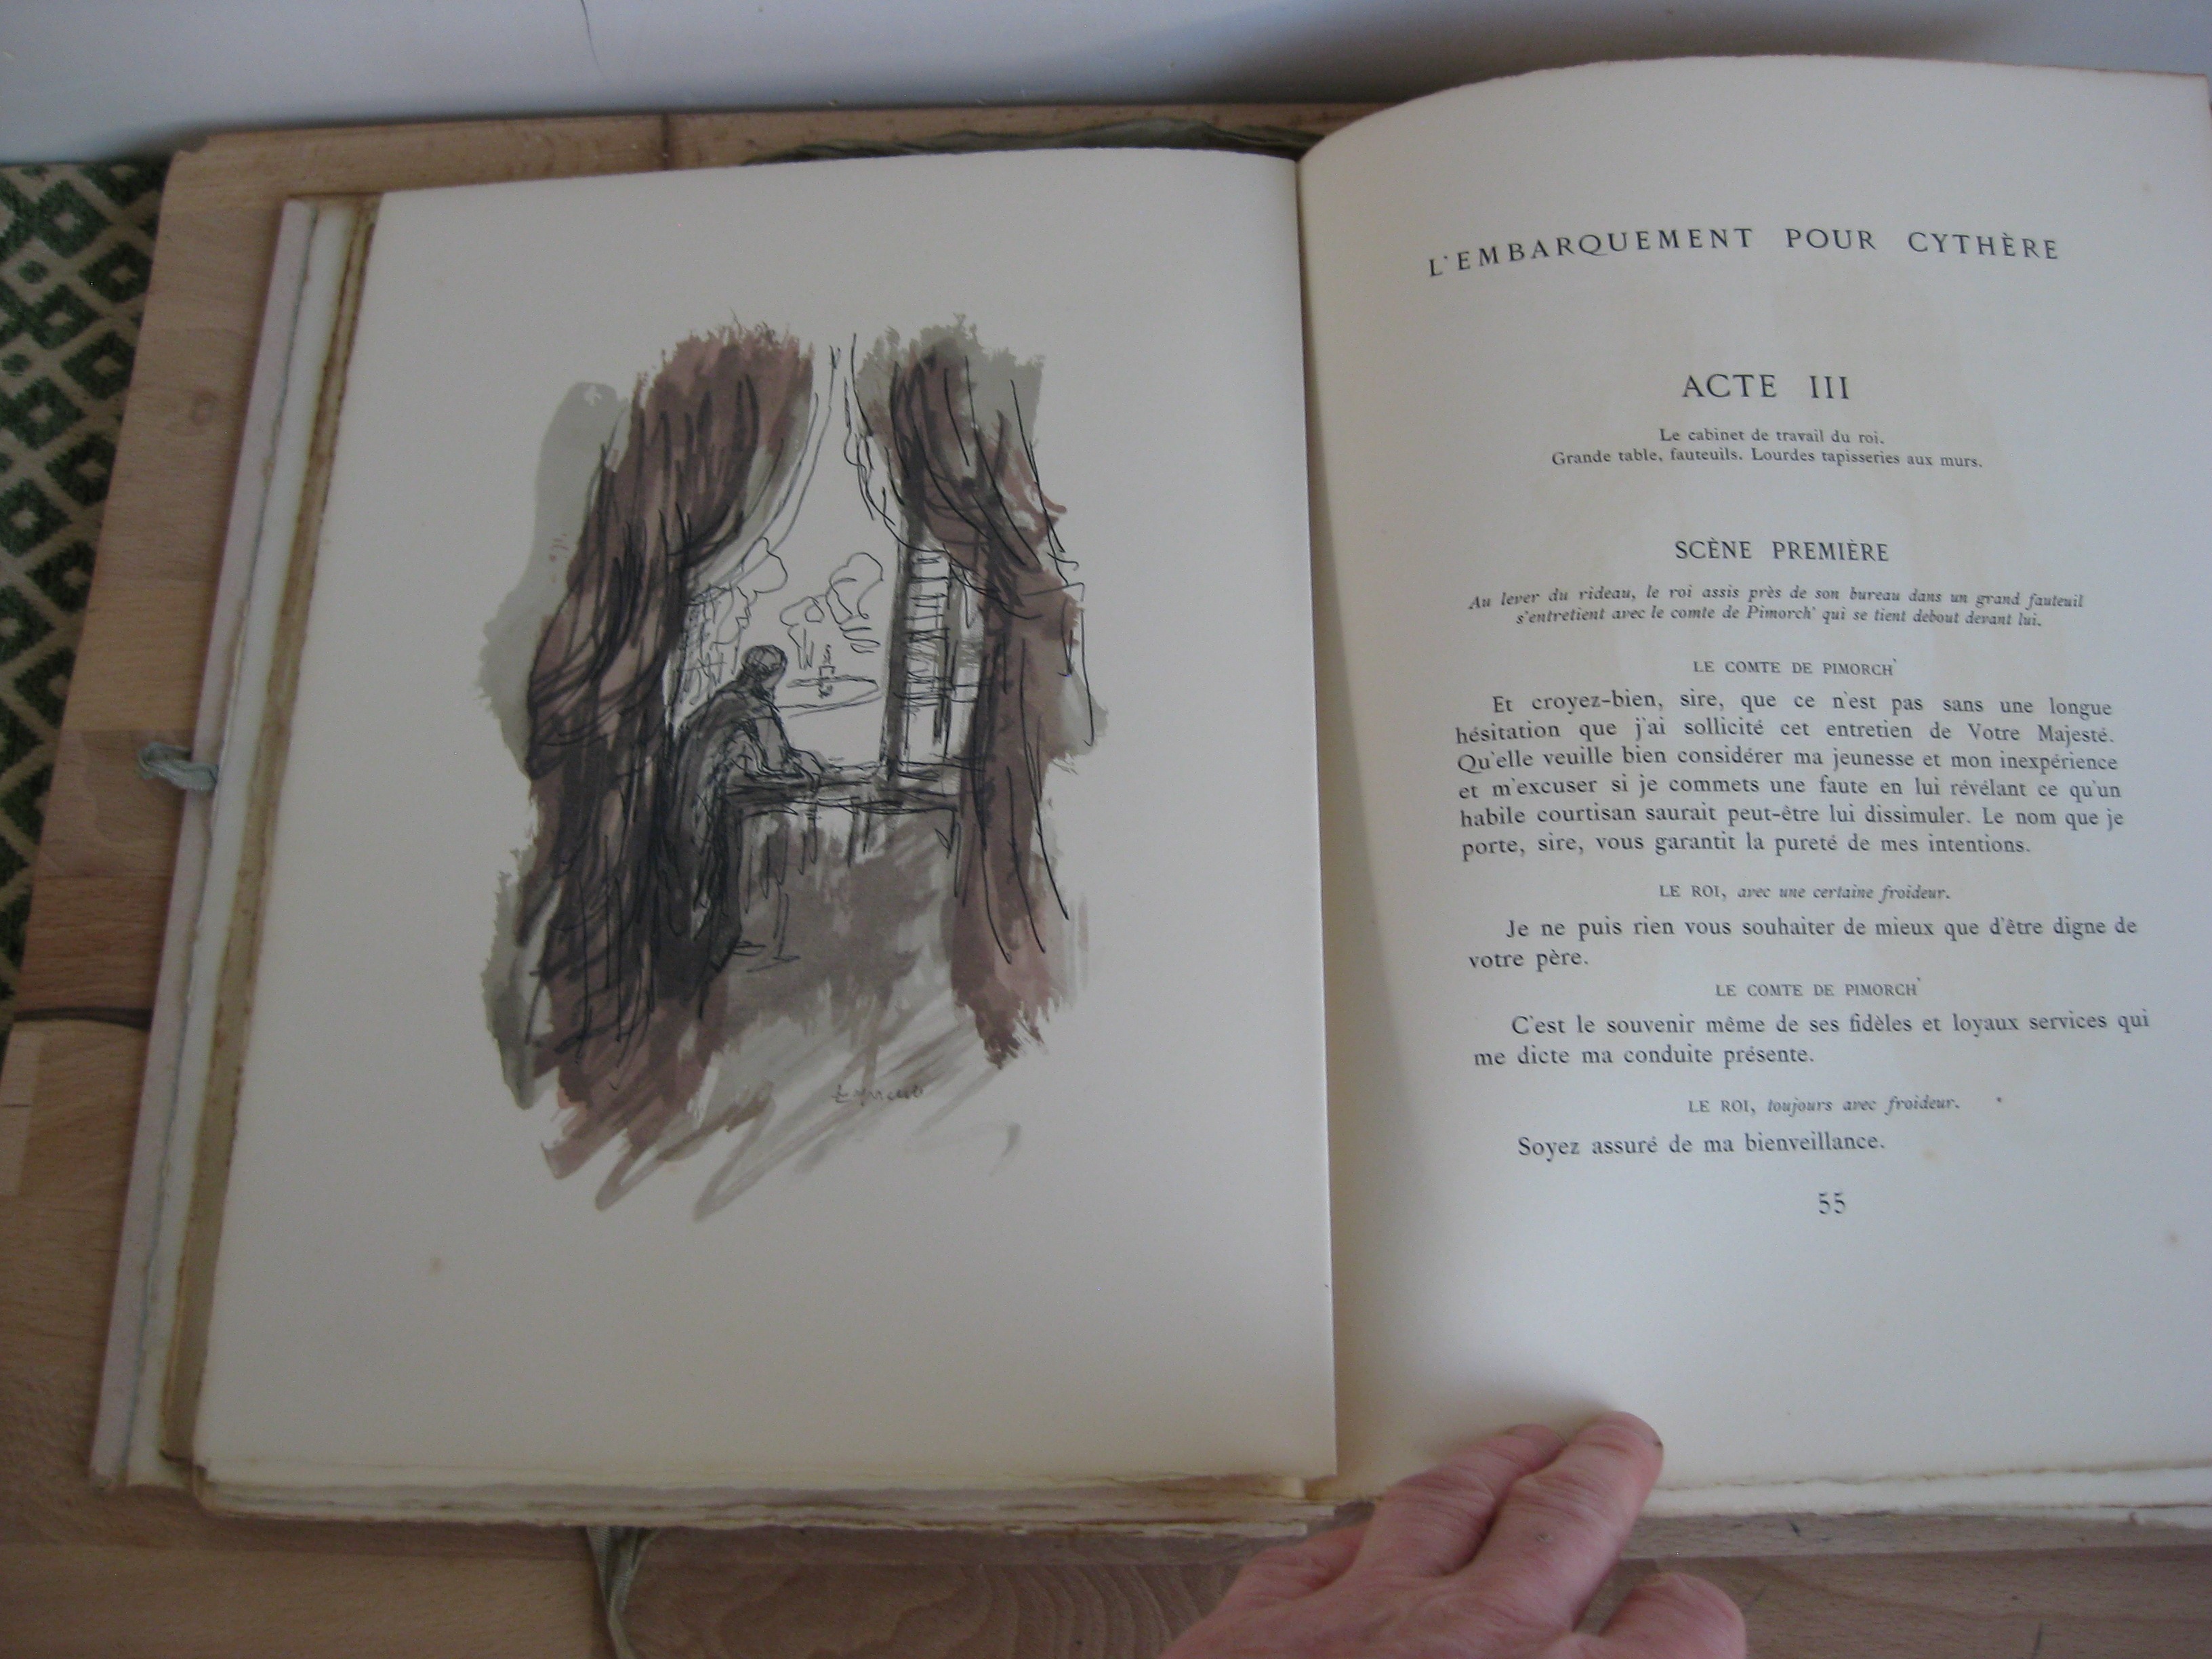 L'EMBARQUEMENT POUR CYTHÈRE
ACTE III
Le cabinet de travail du roi.
Grande table, fauteuils. Lourdes tapisseries aux murs.
SCÈNE PREMIÈRE
Au lever du rideau, le roi assis près de son bureau dans un grand fauteuil
s'entretient avec le comte de Pimorch' qui se tient debout devant lui.
LE COMTE DE PIMORCH'
Et croyez-bien, sire, que ce n'est pas sans une longue
hésitation que j'ai sollicité cet entretien de Votre Majesté.
Qu'elle veuille bien considérer ma jeunesse et mon inexpérience
et m'excuser si je commets une faute en lui révélant ce qu'un
habile courtisan saurait peut-être lui dissimuler. Le nom que je
porte, sire, vous garantit la pureté de mes intentions.
LE ROI, avec une certaine froideur.
Je ne puis rien vous souhaiter de mieux que d'être digne de
votre père.
LE COMTE DE PIMORCH'
C'est le souvenir même de ses fidèles et loyaux services qui
me dicte ma conduite présente.
LE ROI, toujours avec froideur.
Soyez assuré de ma bienveillance.
55